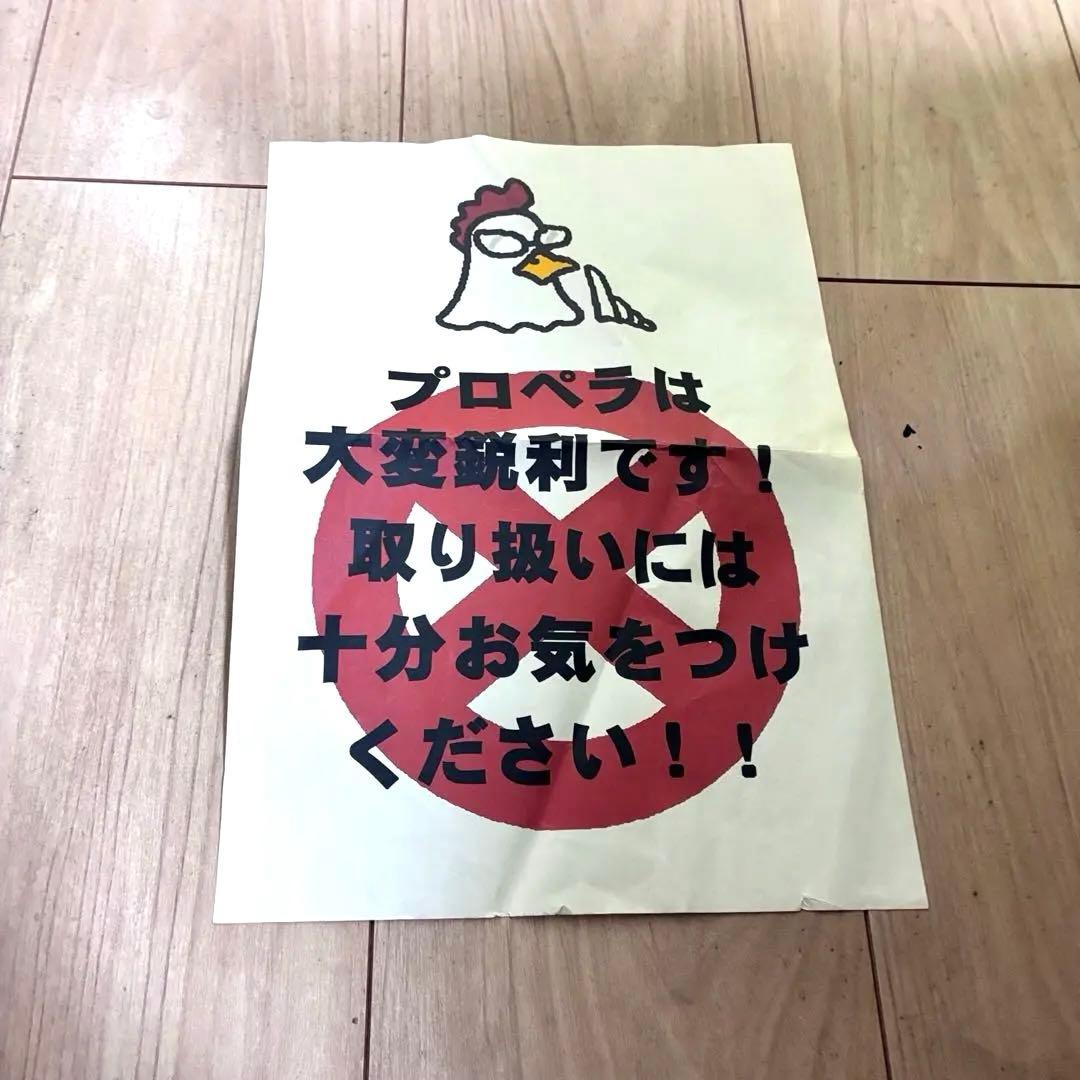 プロペラは
大変鋭利です！
取り扱いには
十分お気をつけ
ください！！